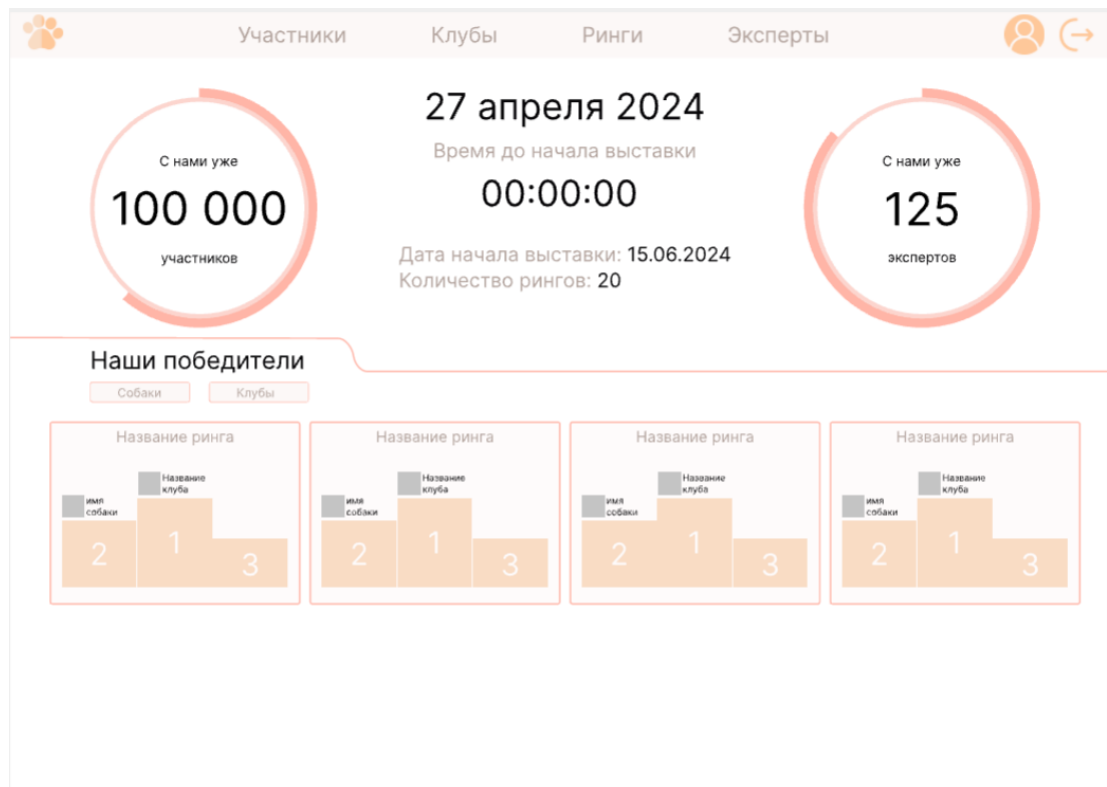 Участники Клубы Ринги Эксперты
С нами уже
100 000
участников
27 апреля 2024
Время до начала выставки
00:00:00
Дата начала выставки: 15.06.2024
Количество рингов: 20
С нами уже
125
экспертов
Наши победители
Собаки Клубы
Название ринга
Название
клуба
имя
собаки
2 1 3
Название ринга
Название
клуба
имя
собаки
2 1 3
Название ринга
Название
клуба
имя
собаки
2 1 3
Название ринга
Название
клуба
имя
собаки
2 1 3